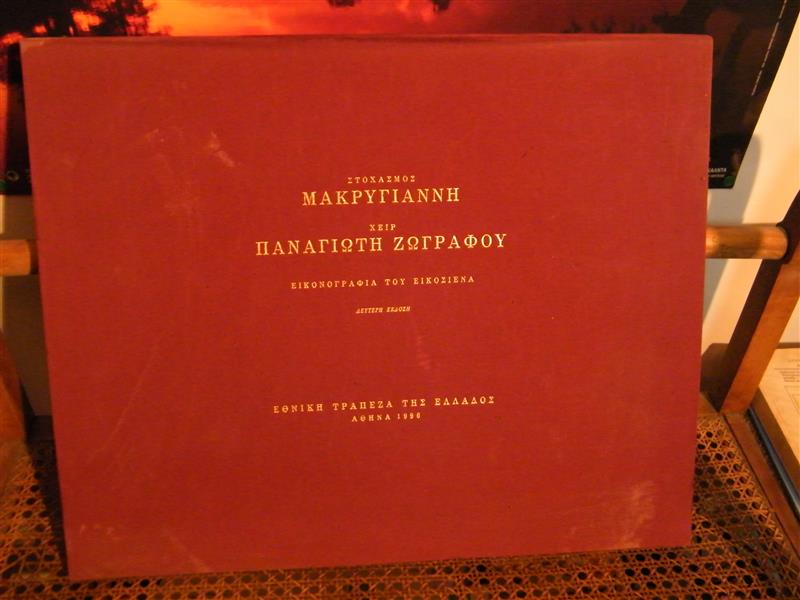 ΣΤΟΧΑΣΜΟΣ
ΜΑΚΡΥΓΙΑΝΝΗ
ΧΕΙΡ
ΠΑΝΑΓΙΩΤΗ ΖΩΓΡΑΦΟΥ
ΕΙΚΟΝΟΓΡΑΦΙΑ ΤΟΥ ΕΙΚΟΣΙΕΝΑ
ΔΕΥΤΕΡΗ ΕΚΔΟΣΗ
ΕΘΝΙΚΗ ΤΡΑΠΕΖΑ ΤΗΣ ΕΛΛΑΔΟΣ
ΑΘΗΝΑ 1996